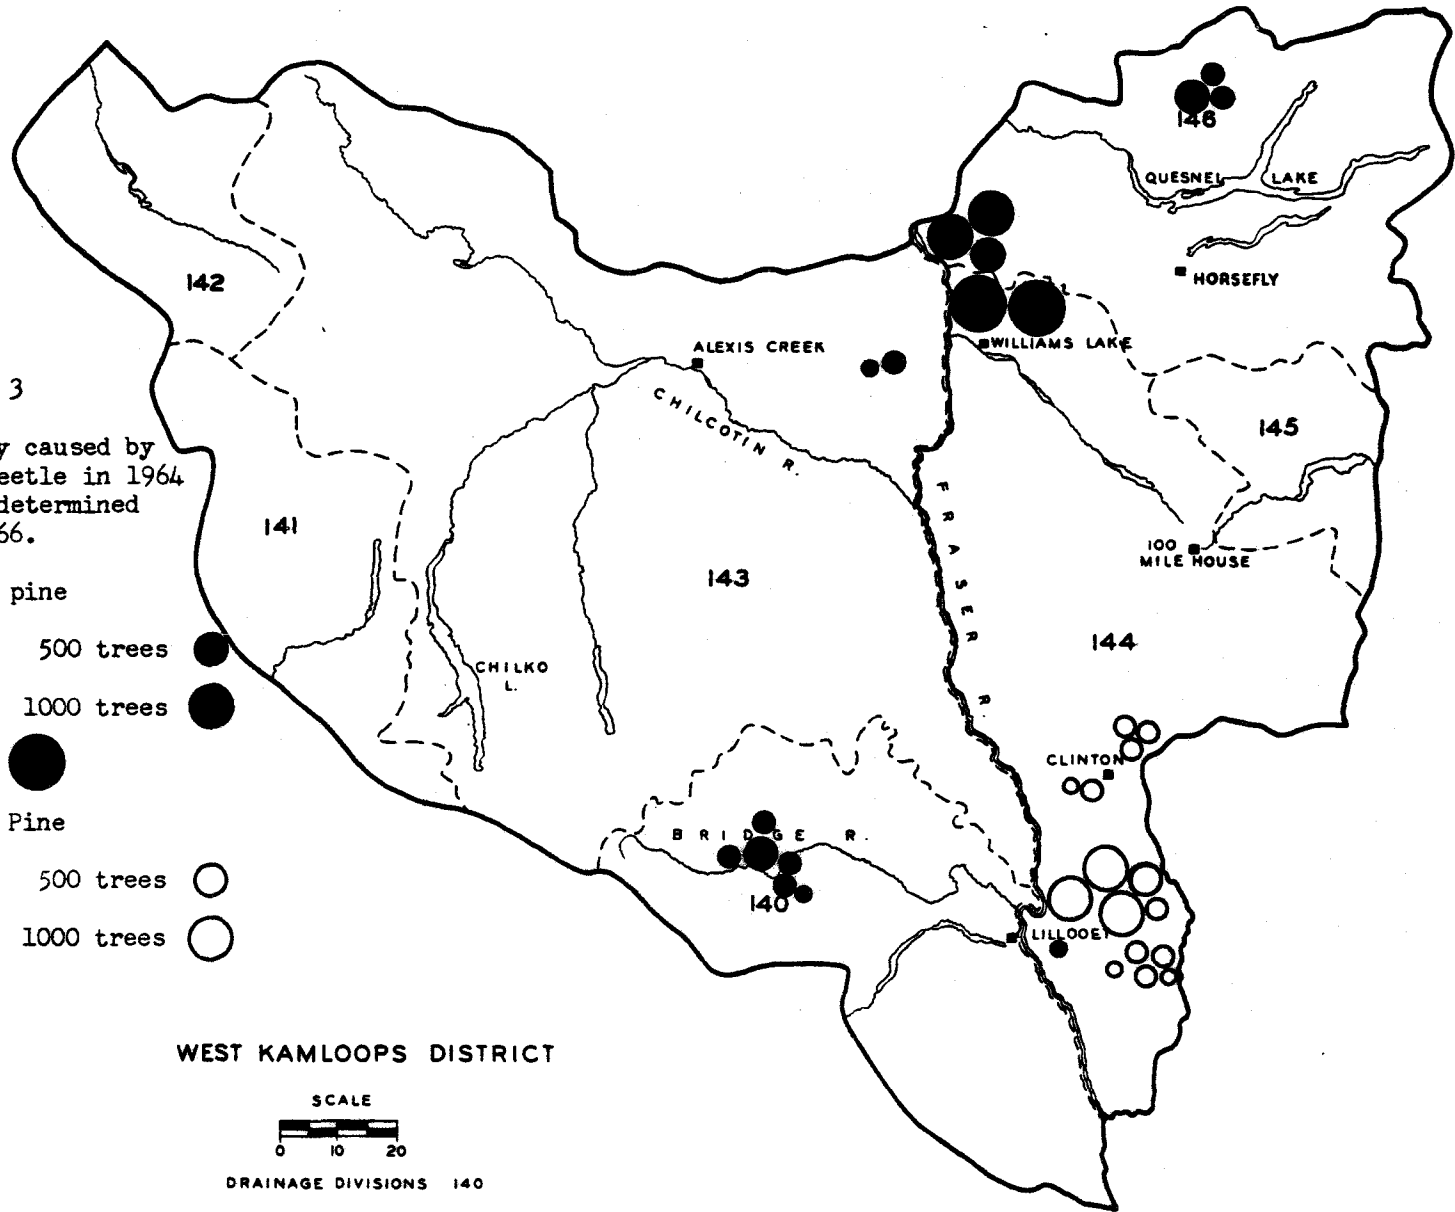 146
QUESNEL LAKE
HORSEFLY
142
WILLIAMS LAKE
ALEXIS CREEK
CHILCOTIN R.
3
y caused by
eetle in 1964
determined
66.
145
141
FRASER R.
100
MILE HOUSE
143
pine
500 trees
144
CHILKO
L.
1000 trees
CLINTON
Pine
BRIDGE R.
500 trees
140
LILLOOET
1000 trees
WEST KAMLOOPS DISTRICT
SCALE
0 10 20
DRAINAGE DIVISIONS 140